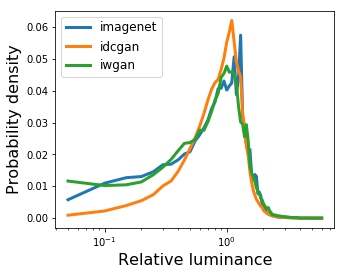 imagenet
idcgan
iwgan
Probability density
0.06
0.05
0.04
0.03
0.02
0.01
0.00
10⁻¹
10⁰
Relative luminance